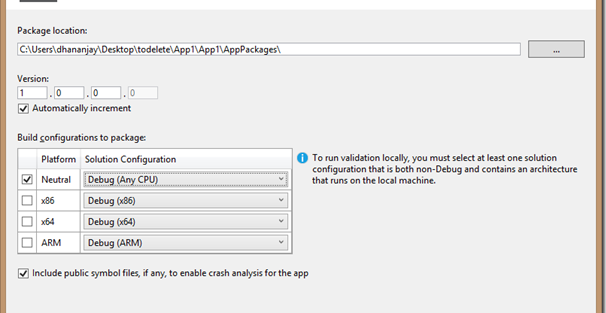 Package location:
C:\Users\dhananjay\Desktop\todelete\App1\App1\AppPackages\
...
Version:
1 . 0 . 0 . 0
Automatically increment
Build configurations to package:
Platform Solution Configuration
Neutral Debug (Any CPU)
x86 Debug (x86)
x64 Debug (x64)
ARM Debug (ARM)
To run validation locally, you must select at least one solution
configuration that is both non-Debug and contains an architecture
that runs on the local machine.
Include public symbol files, if any, to enable crash analysis for the app